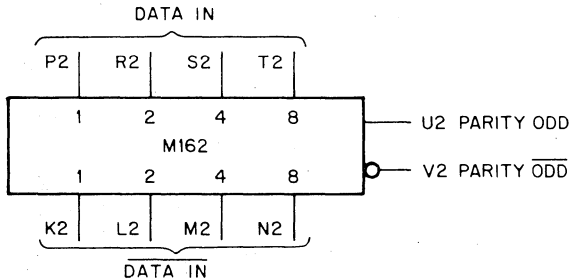 DATA IN
P2 R2 S2 T2
1 2 4 8
M162
1 2 4 8
K2 L2 M2 N2
DATA IN
U2 PARITY ODD
V2 PARITY ODD